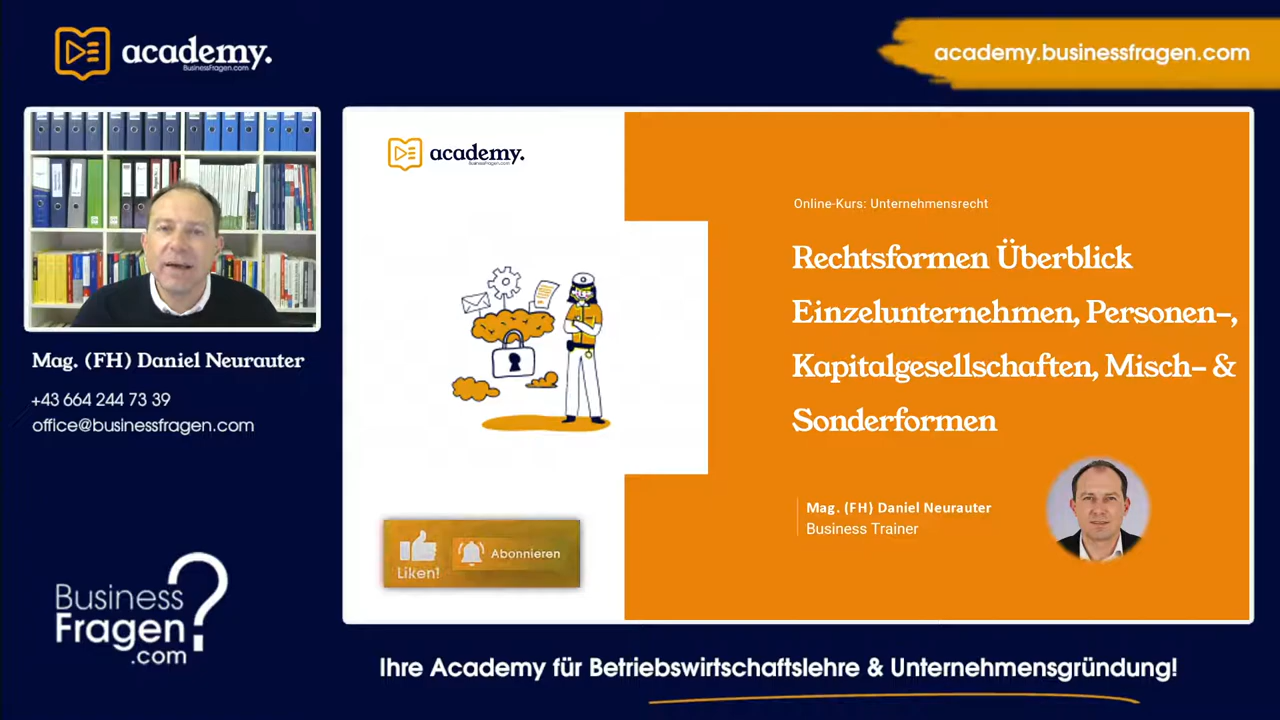 academy.
BusinessFragen.com
academy.businessfragen.com
Mag. (FH) Daniel Neurauter
+43 664 244 73 39
office@businessfragen.com
Business
Fragen
.com
?
academy.
BusinessFragen.com
Online-Kurs: Unternehmensrecht
Rechtsformen Überblick
Einzelunternehmen, Personen-,
Kapitalgesellschaften, Misch- &
Sonderformen
Mag. (FH) Daniel Neurauter
Business Trainer
Liken!
Abonnieren
Ihre Academy für Betriebswirtschaftslehre & Unternehmensgründung!